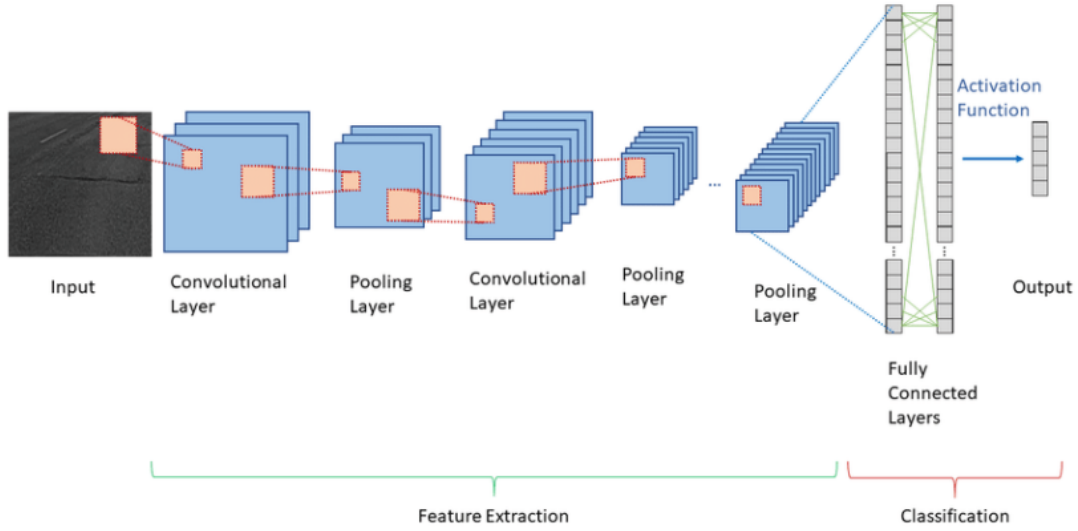 Activation
Function
Input
Convolutional
Layer
Pooling
Layer
Convolutional
Layer
Pooling
Layer
...
Pooling
Layer
Output
Fully
Connected
Layers
Feature Extraction
Classification